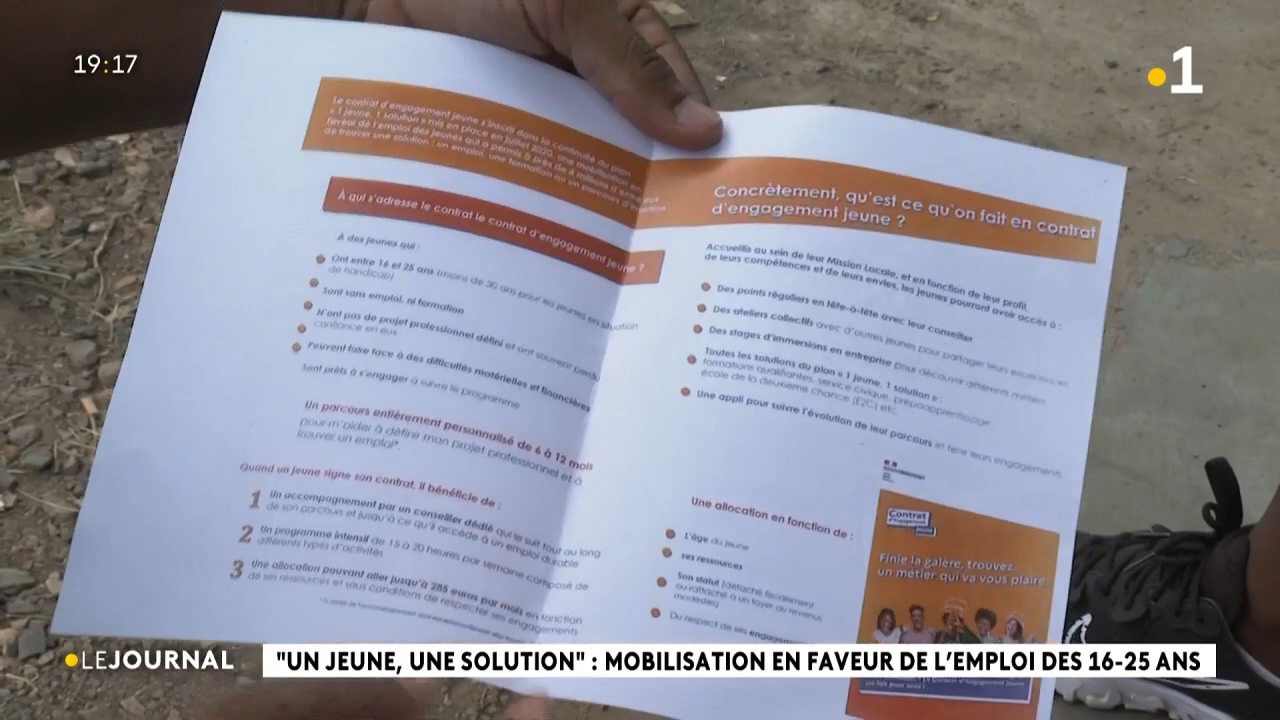 19:17
1
Le contrat d'engagement jeune s'inscrit dans la continuité du plan
« 1 jeune, 1 solution » mis en place en juillet 2020, une mobilisation en
faveur de l'emploi des jeunes qui a permis à près de 4 millions d'entre eux
de trouver une solution : un emploi, une formation ou un parcours d'insertion
À qui s'adresse le contrat le contrat d'engagement jeune ?
À des jeunes qui :
Ont entre 16 et 25 ans (moins de 30 ans pour les jeunes en situation
de handicap)
Sont sans emploi, ni formation
N'ont pas de projet professionnel défini et ont souvent perdu
confiance en eux
Peuvent faire face à des difficultés matérielles et financières
Sont prêts à s'engager à suivre le programme
Un parcours entièrement personnalisé de 6 à 12 mois
pour m'aider à définir mon projet professionnel et à
trouver un emploi*.
Quand un jeune signe son contrat, il bénéficie de :
1 Un accompagnement par un conseiller dédié qui le suit tout au long
de son parcours et jusqu'à ce qu'il accède à un emploi durable
2 Un programme intensif de 15 à 20 heures par semaine composé de
différents types d'activités
3 Une allocation pouvant aller jusqu'à 285 euros par mois en fonction
de ses ressources et sous conditions de respecter ses engagements
Concrètement, qu'est ce qu'on fait en contrat
d'engagement jeune ?
Accueillis au sein de leur Mission Locale, et en fonction de leur profil,
de leurs compétences et de leurs envies, les jeunes pourront avoir accès à :
Des points réguliers en tête-à-tête avec leur conseiller
Des ateliers collectifs avec d'autres jeunes pour partager leurs expériences
Des stages d'immersions en entreprise pour découvrir différents métiers
Toutes les solutions du plan « 1 jeune, 1 solution » :
formations qualifiantes, service civique, prépaapprentissage
école de la deuxième chance (E2C) etc.
Une appli pour suivre l'évolution de leur parcours et tenir leurs engagements
Une allocation en fonction de :
L'âge du jeune
ses ressources
Son statut (détaché fiscalement
ou rattaché à un foyer au revenus
modestes)
Du respect de ses engagements
GOUVERNEMENT
Contrat
d'Engagement
Jeune
Finie la galère, trouvez
un métier qui va vous plaire.
LE JOURNAL
"UN JEUNE, UNE SOLUTION" : MOBILISATION EN FAVEUR DE L'EMPLOI DES 16-25 ANS